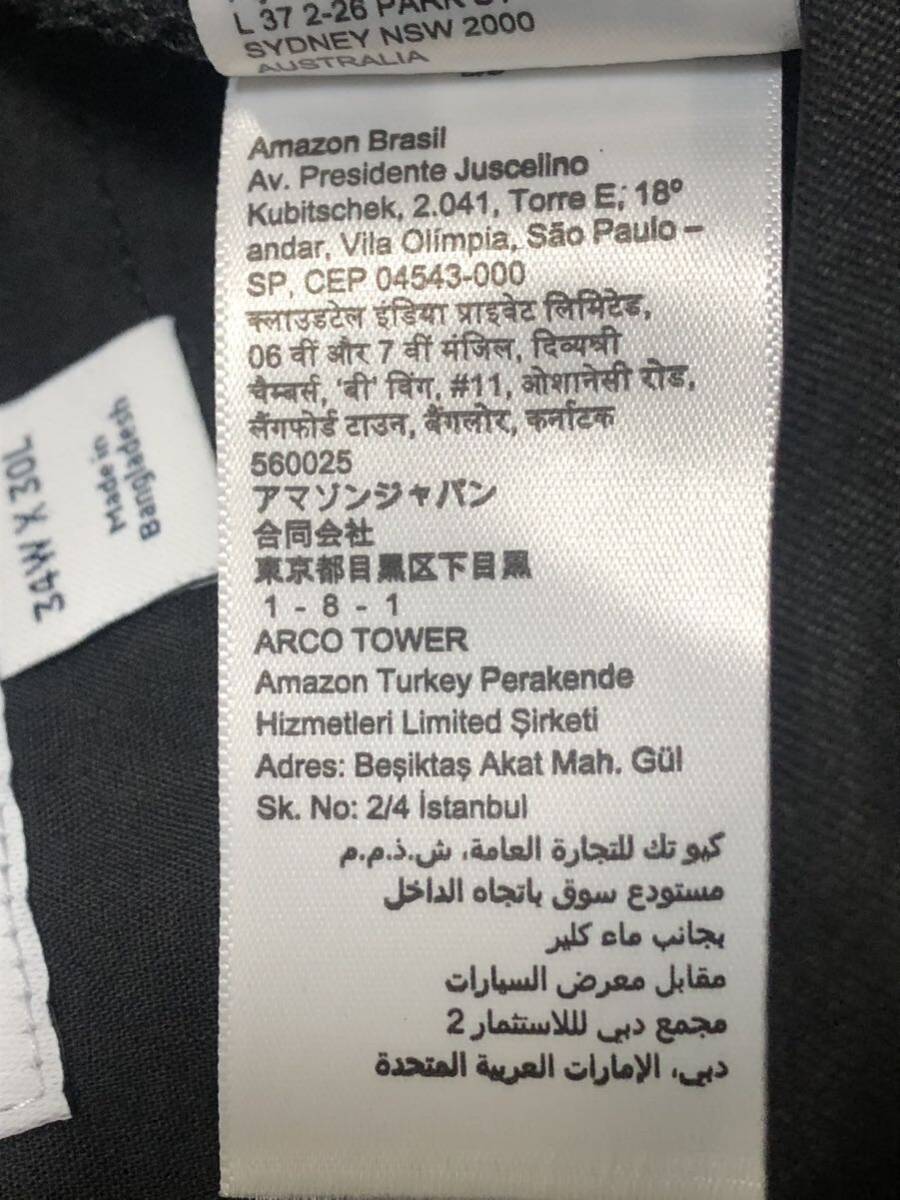 L 37 2-26 PARK
SYDNEY NSW 2000
AUSTRALIA
Amazon Brasil
Av. Presidente Juscelino
Kubitschek, 2.041, Torre E; 18º
andar, Vila Olímpia, São Paulo –
SP, CEP 04543-000
क्लाउडटेल इंडिया प्राइवेट लिमिटेड,
06 वीं और 7 वीं मंजिल, दिव्यश्री
चैम्बर्स, 'बी' विंग, #11, ओशानेसी रोड,
लैंगफोर्ड टाउन, बैंगलोर, कर्नाटक
560025
アマゾンジャパン
合同会社
東京都目黒区下目黒
1 - 8 - 1
ARCO TOWER
Amazon Turkey Perakende
Hizmetleri Limited Şirketi
Adres: Beşiktaş Akat Mah. Gül
Sk. No: 2/4 İstanbul
كيو تك للتجارة العامة، ش.ذ.م.م
مستودع سوق باتجاه الداخل
بجانب ماء كلير
مقابل معرض السيارات
مجمع دبي لللاستثمار 2
دبي، الإمارات العربية المتحدة
Made in
Bangladesh
34W X 30L